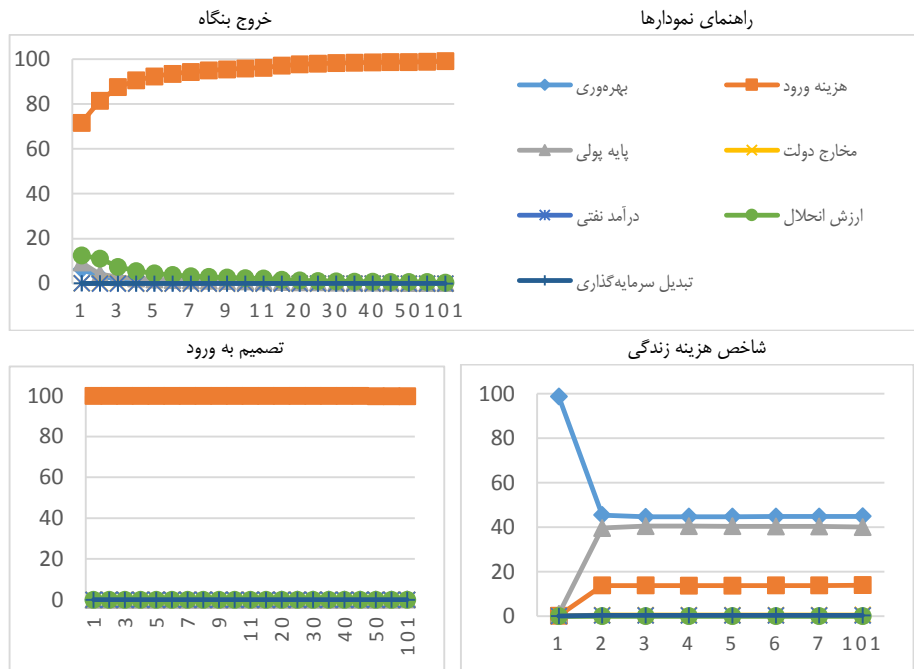 خروج بنگاه
راهنمای نمودارها
100
80
60
40
20
0
1 3 5 7 9 11 20 30 40 50 101
بهره‌وری
هزینه ورود
پایه پولی
مخارج دولت
درآمد نفتی
ارزش انحلال
تبدیل سرمایه‌گذاری
تصمیم به ورود
100
80
60
40
20
0
1 3 5 7 9 11 20 30 40 50 101
شاخص هزینه زندگی
100
80
60
40
20
0
1 2 3 4 5 6 7 101